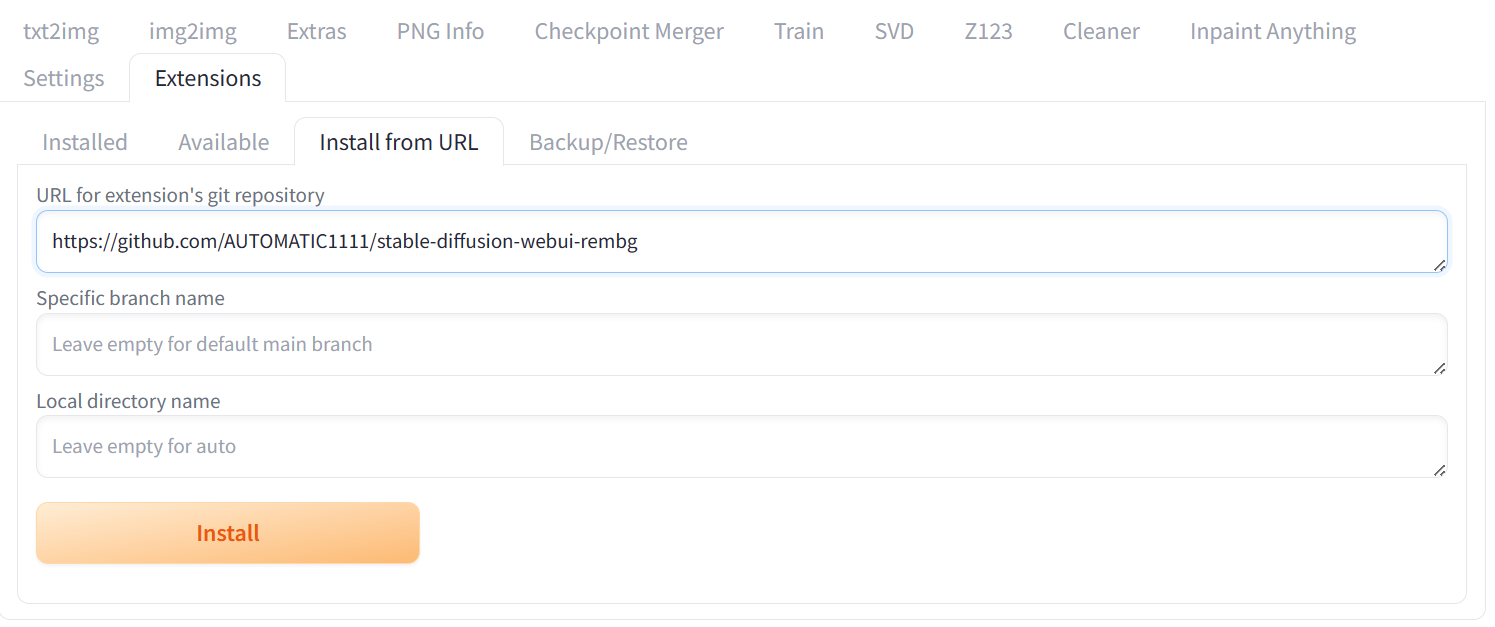 txt2img img2img Extras PNG Info Checkpoint Merger Train SVD Z123 Cleaner Inpaint Anything
Settings Extensions
Installed Available Install from URL Backup/Restore
URL for extension's git repository
https://github.com/AUTOMATIC1111/stable-diffusion-webui-rembg
Specific branch name
Leave empty for default main branch
Local directory name
Leave empty for auto
Install